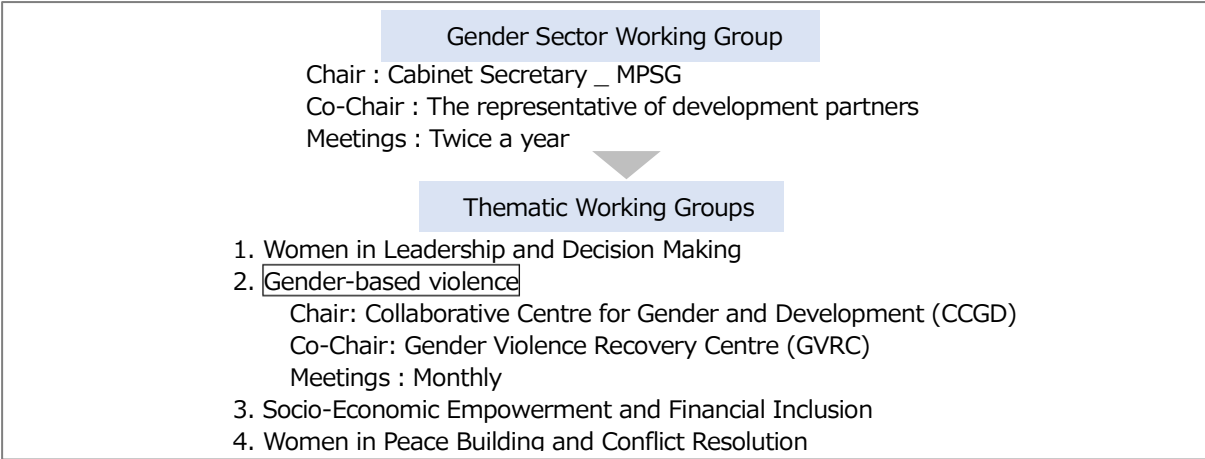 Gender Sector Working Group
Chair : Cabinet Secretary _ MPSG
Co-Chair : The representative of development partners
Meetings : Twice a year
Thematic Working Groups
1. Women in Leadership and Decision Making
2. Gender-based violence
Chair: Collaborative Centre for Gender and Development (CCGD)
Co-Chair: Gender Violence Recovery Centre (GVRC)
Meetings : Monthly
3. Socio-Economic Empowerment and Financial Inclusion
4. Women in Peace Building and Conflict Resolution